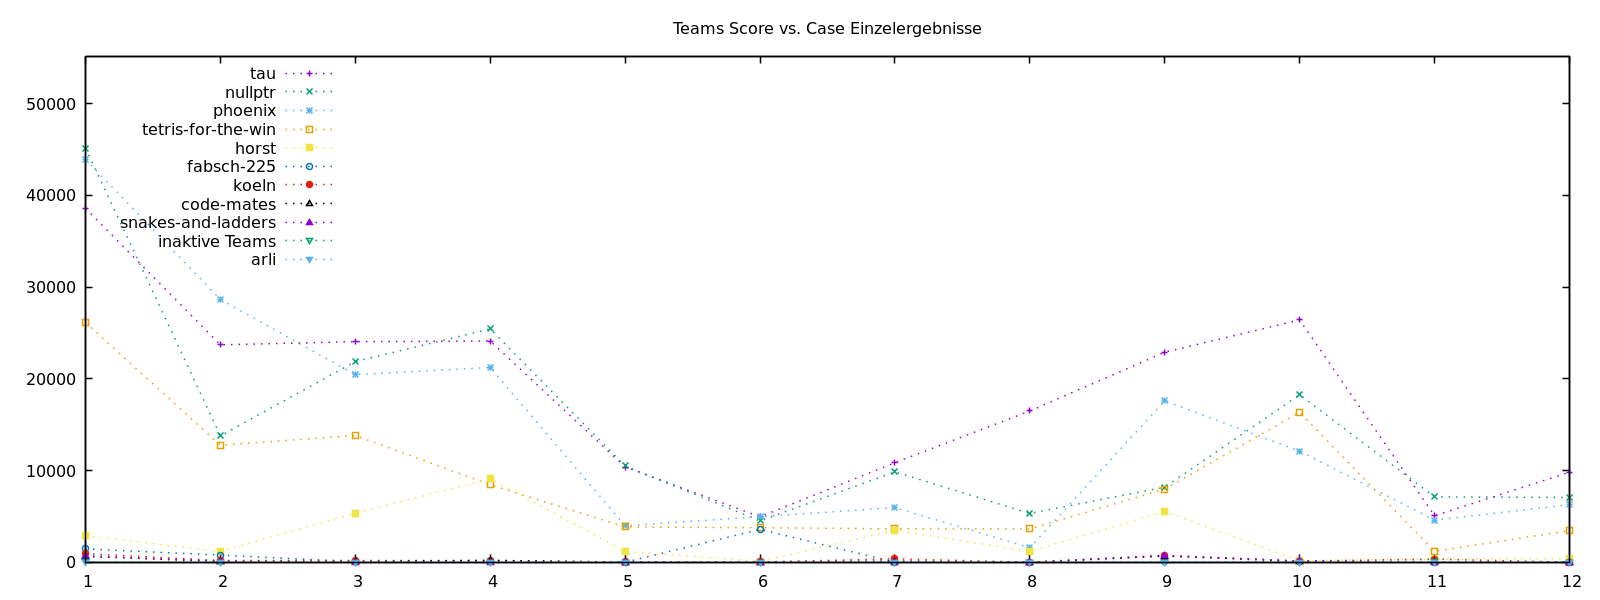 Teams Score vs. Case Einzelergebnisse
tau
nullptr
phoenix
tetris-for-the-win
horst
fabsch-225
koeln
code-mates
snakes-and-ladders
inaktive Teams
arli
50000
40000
30000
20000
10000
0
1 2 3 4 5 6 7 8 9 10 11 12